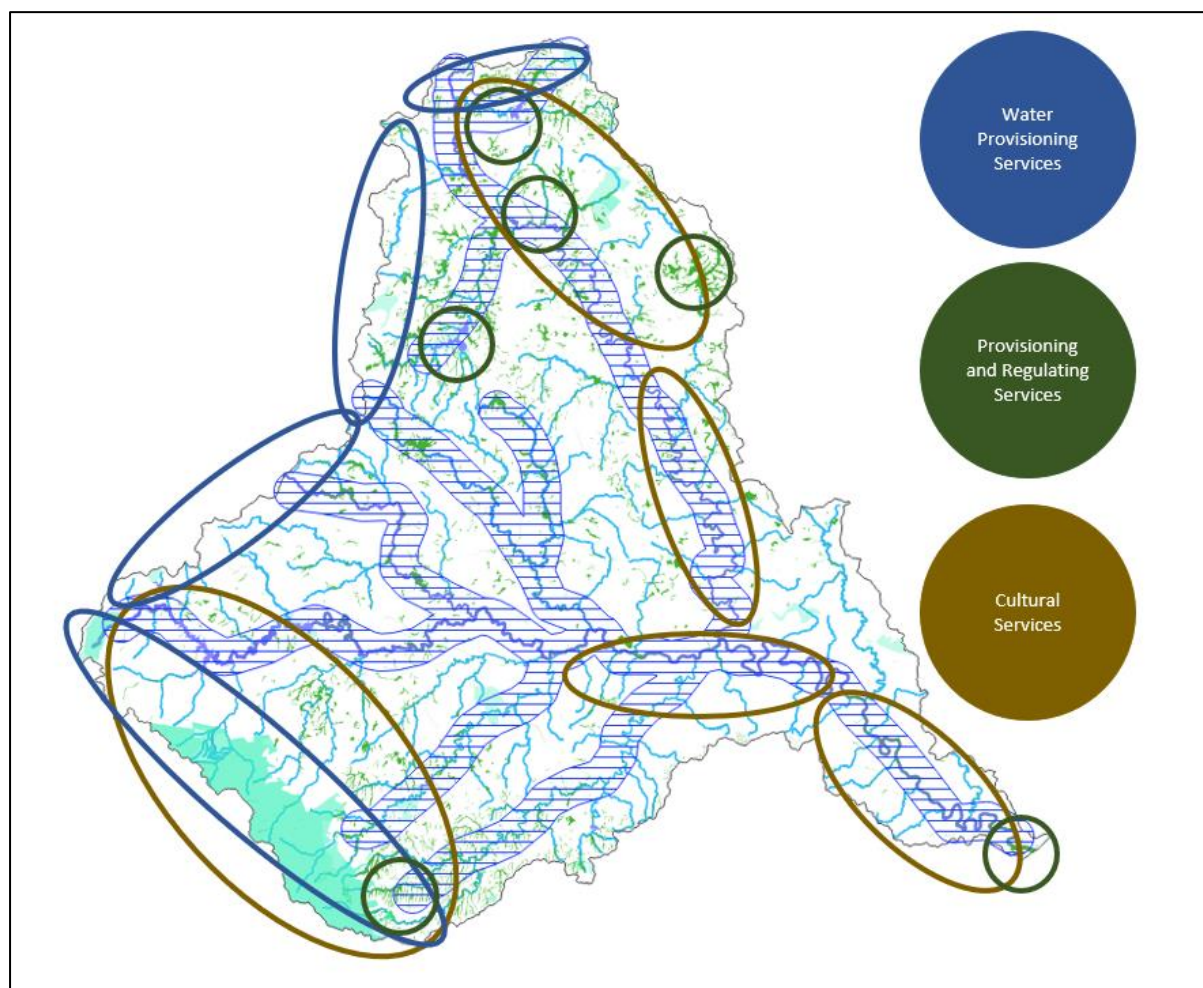 Water
Provisioning
Services
Provisioning
and Regulating
Services
Cultural
Services